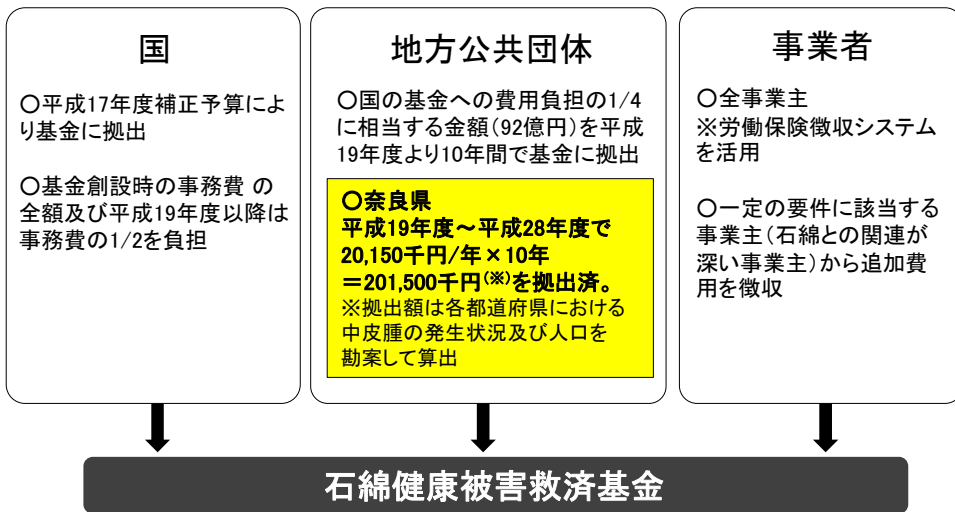 国
○平成17年度補正予算によ
り基金に拠出
○基金創設時の事務費 の
全額及び平成19年度以降は
事務費の1/2を負担
地方公共団体
○国の基金への費用負担の1/4
に相当する金額(92億円)を平成
19年度より10年間で基金に拠出
○奈良県
平成19年度～平成28年度で
20,150千円/年×10年
＝201,500千円(※)を拠出済。
※拠出額は各都道府県における
中皮腫の発生状況及び人口を
勘案して算出
事業者
○全事業主
※労働保険徴収システム
を活用
○一定の要件に該当する
事業主(石綿との関連が
深い事業主)から追加費
用を徴収
石綿健康被害救済基金